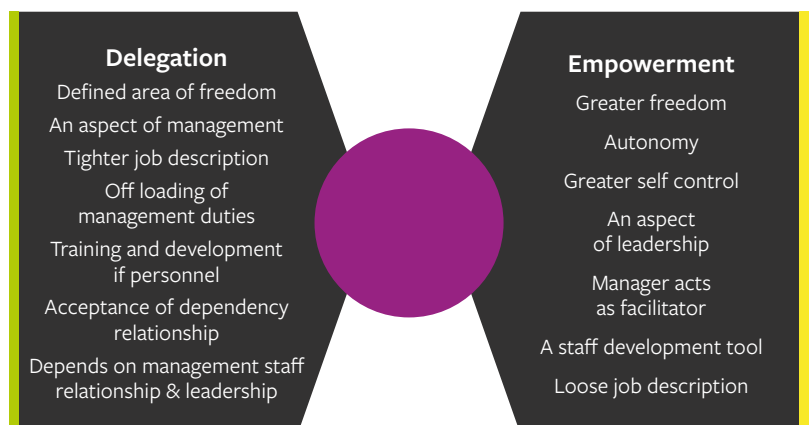 Delegation
Defined area of freedom
An aspect of management
Tighter job description
Off loading of
management duties
Training and development
if personnel
Acceptance of dependency
relationship
Depends on management staff
relationship & leadership
Empowerment
Greater freedom
Autonomy
Greater self control
An aspect
of leadership
Manager acts
as facilitator
A staff development tool
Loose job description